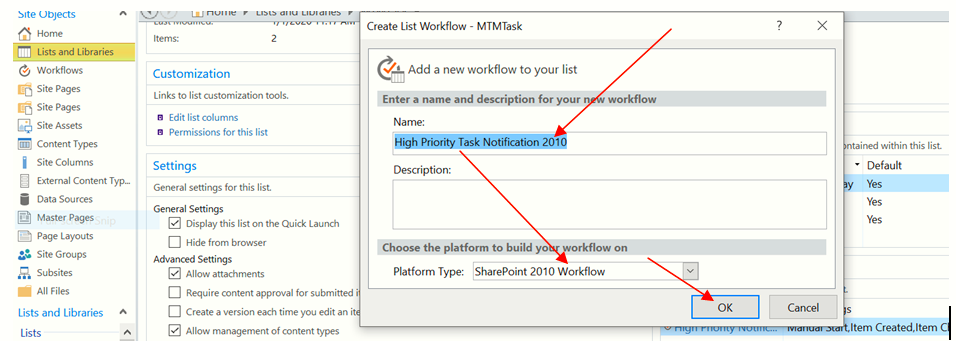 Site Objects
Home
Lists and Libraries
Workflows
Site Pages
Site Pages
Site Assets
Content Types
Site Columns
External Content Typ...
Data Sources
Master Pages
Page Layouts
Site Groups
Subsites
All Files
Lists and Libraries
Lists
Home
Lists and Libraries
Last Modified:
1/1/2020 11:17 AM
Items:
2
Customization
Links to list customization tools.
Edit list columns
Permissions for this list
Settings
General settings for this list.
General Settings
Display this list on the Quick Launch
Hide from browser
Advanced Settings
Allow attachments
Require content approval for submitted it
Create a version each time you edit an ite
Allow management of content types
Create List Workflow - MTMTask
?
Add a new workflow to your list
Enter a name and description for your new workflow
Name:
High Priority Task Notification 2010
Description:
Choose the platform to build your workflow on
Platform Type:
SharePoint 2010 Workflow
OK
Cancel
ontained within this list.
Default
ay Yes
Yes
Yes
st.
gs
High Priority Notific... Manual Start,Item Created,Item Cl